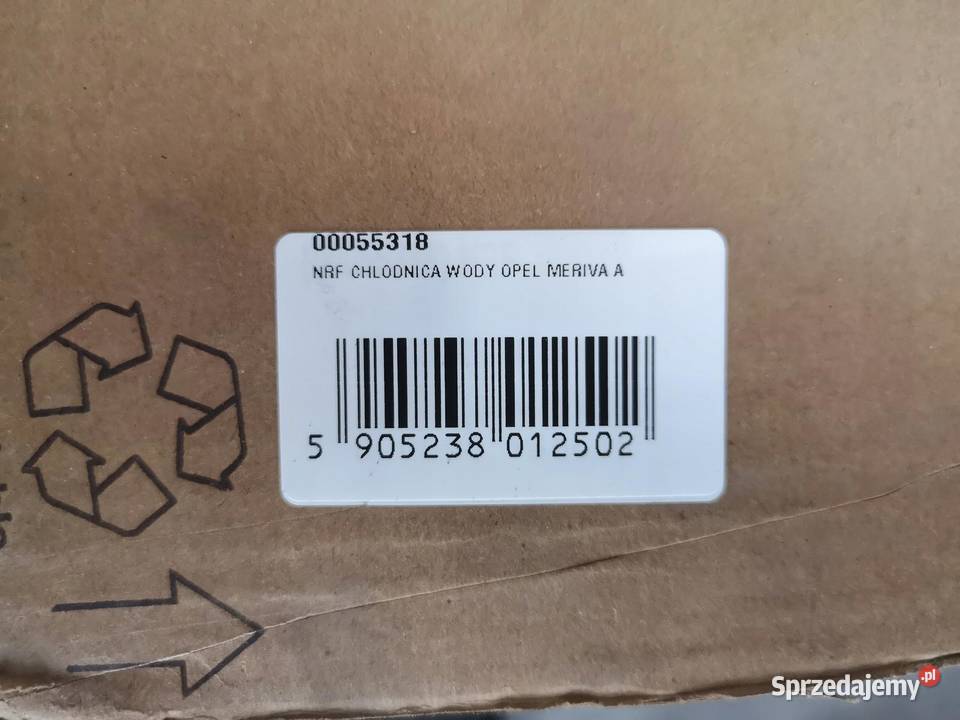 00055318
NRF CHLODNICA WODY OPEL MERIVA A
5 905238 012502
Sprzedajemy.pl